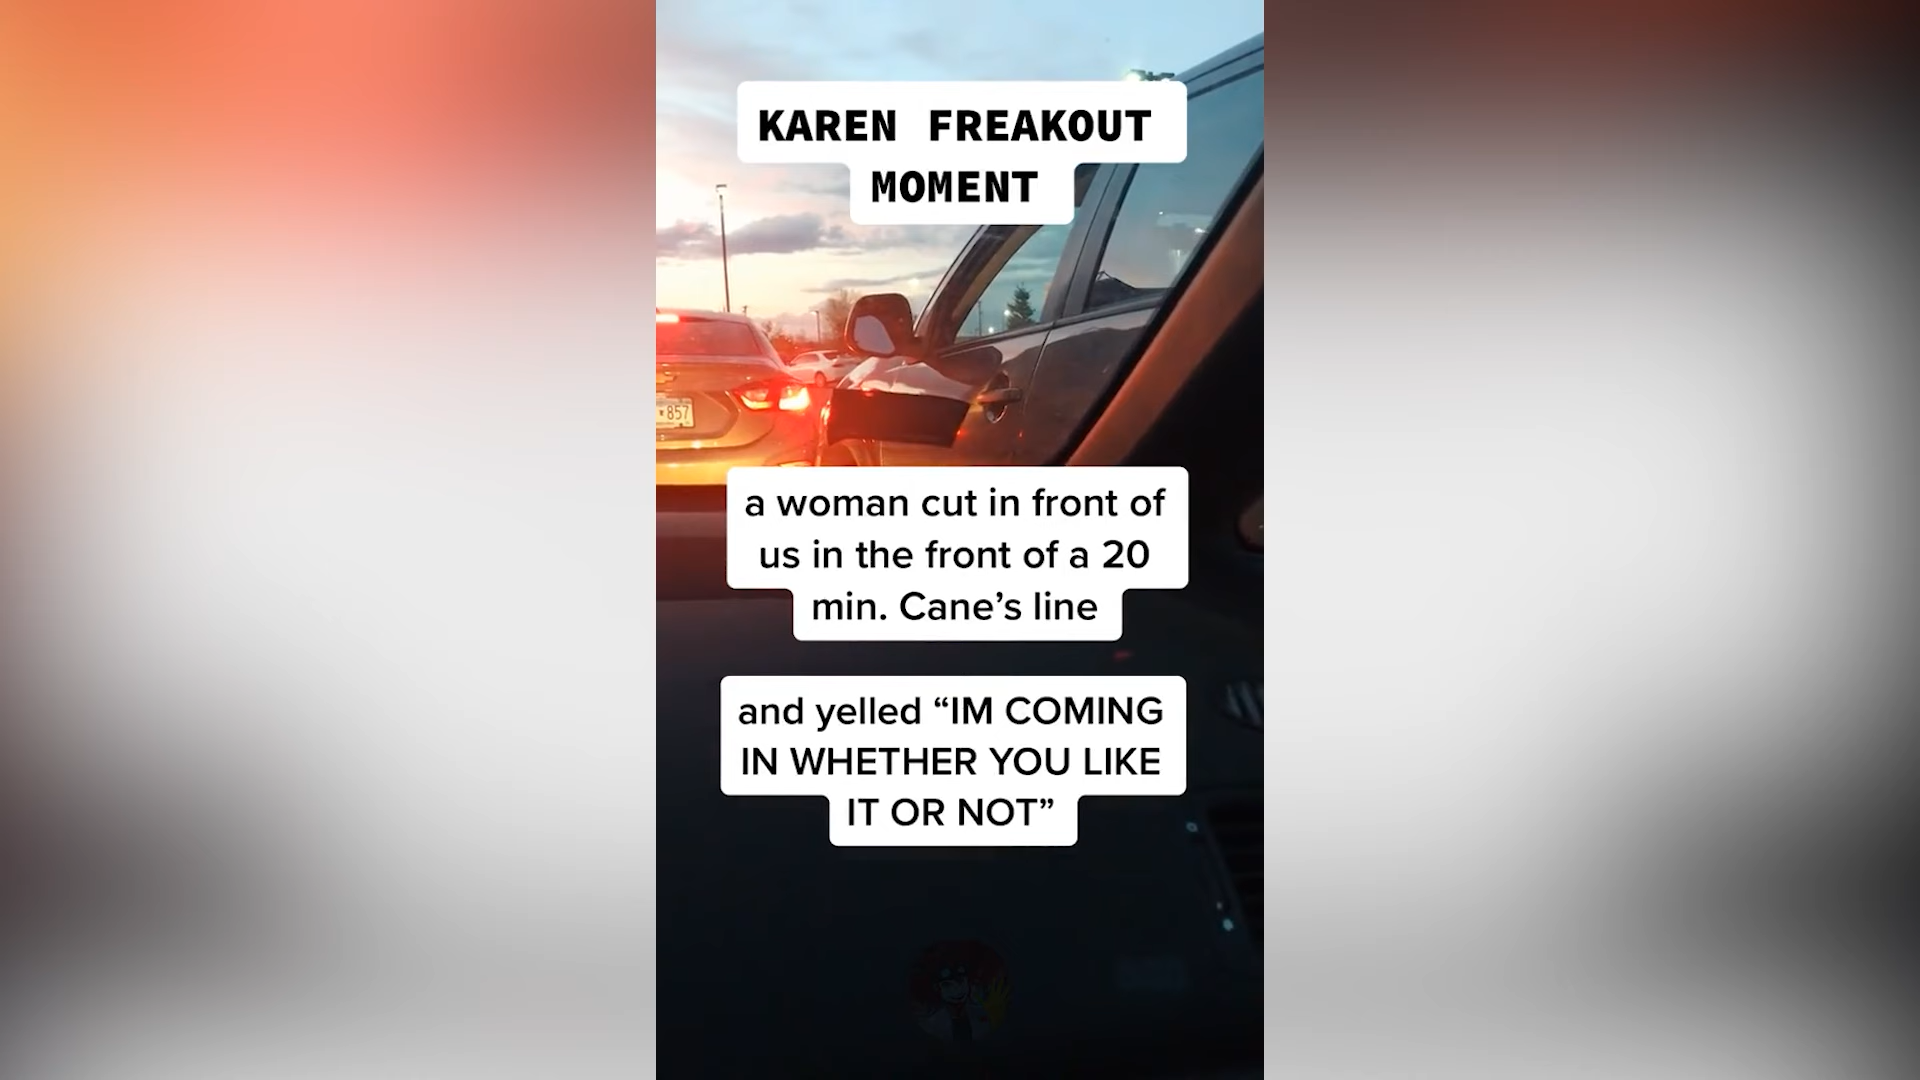 KAREN FREAKOUT
MOMENT
857
a woman cut in front of
us in the front of a 20
min. Cane’s line
and yelled “IM COMING
IN WHETHER YOU LIKE
IT OR NOT”